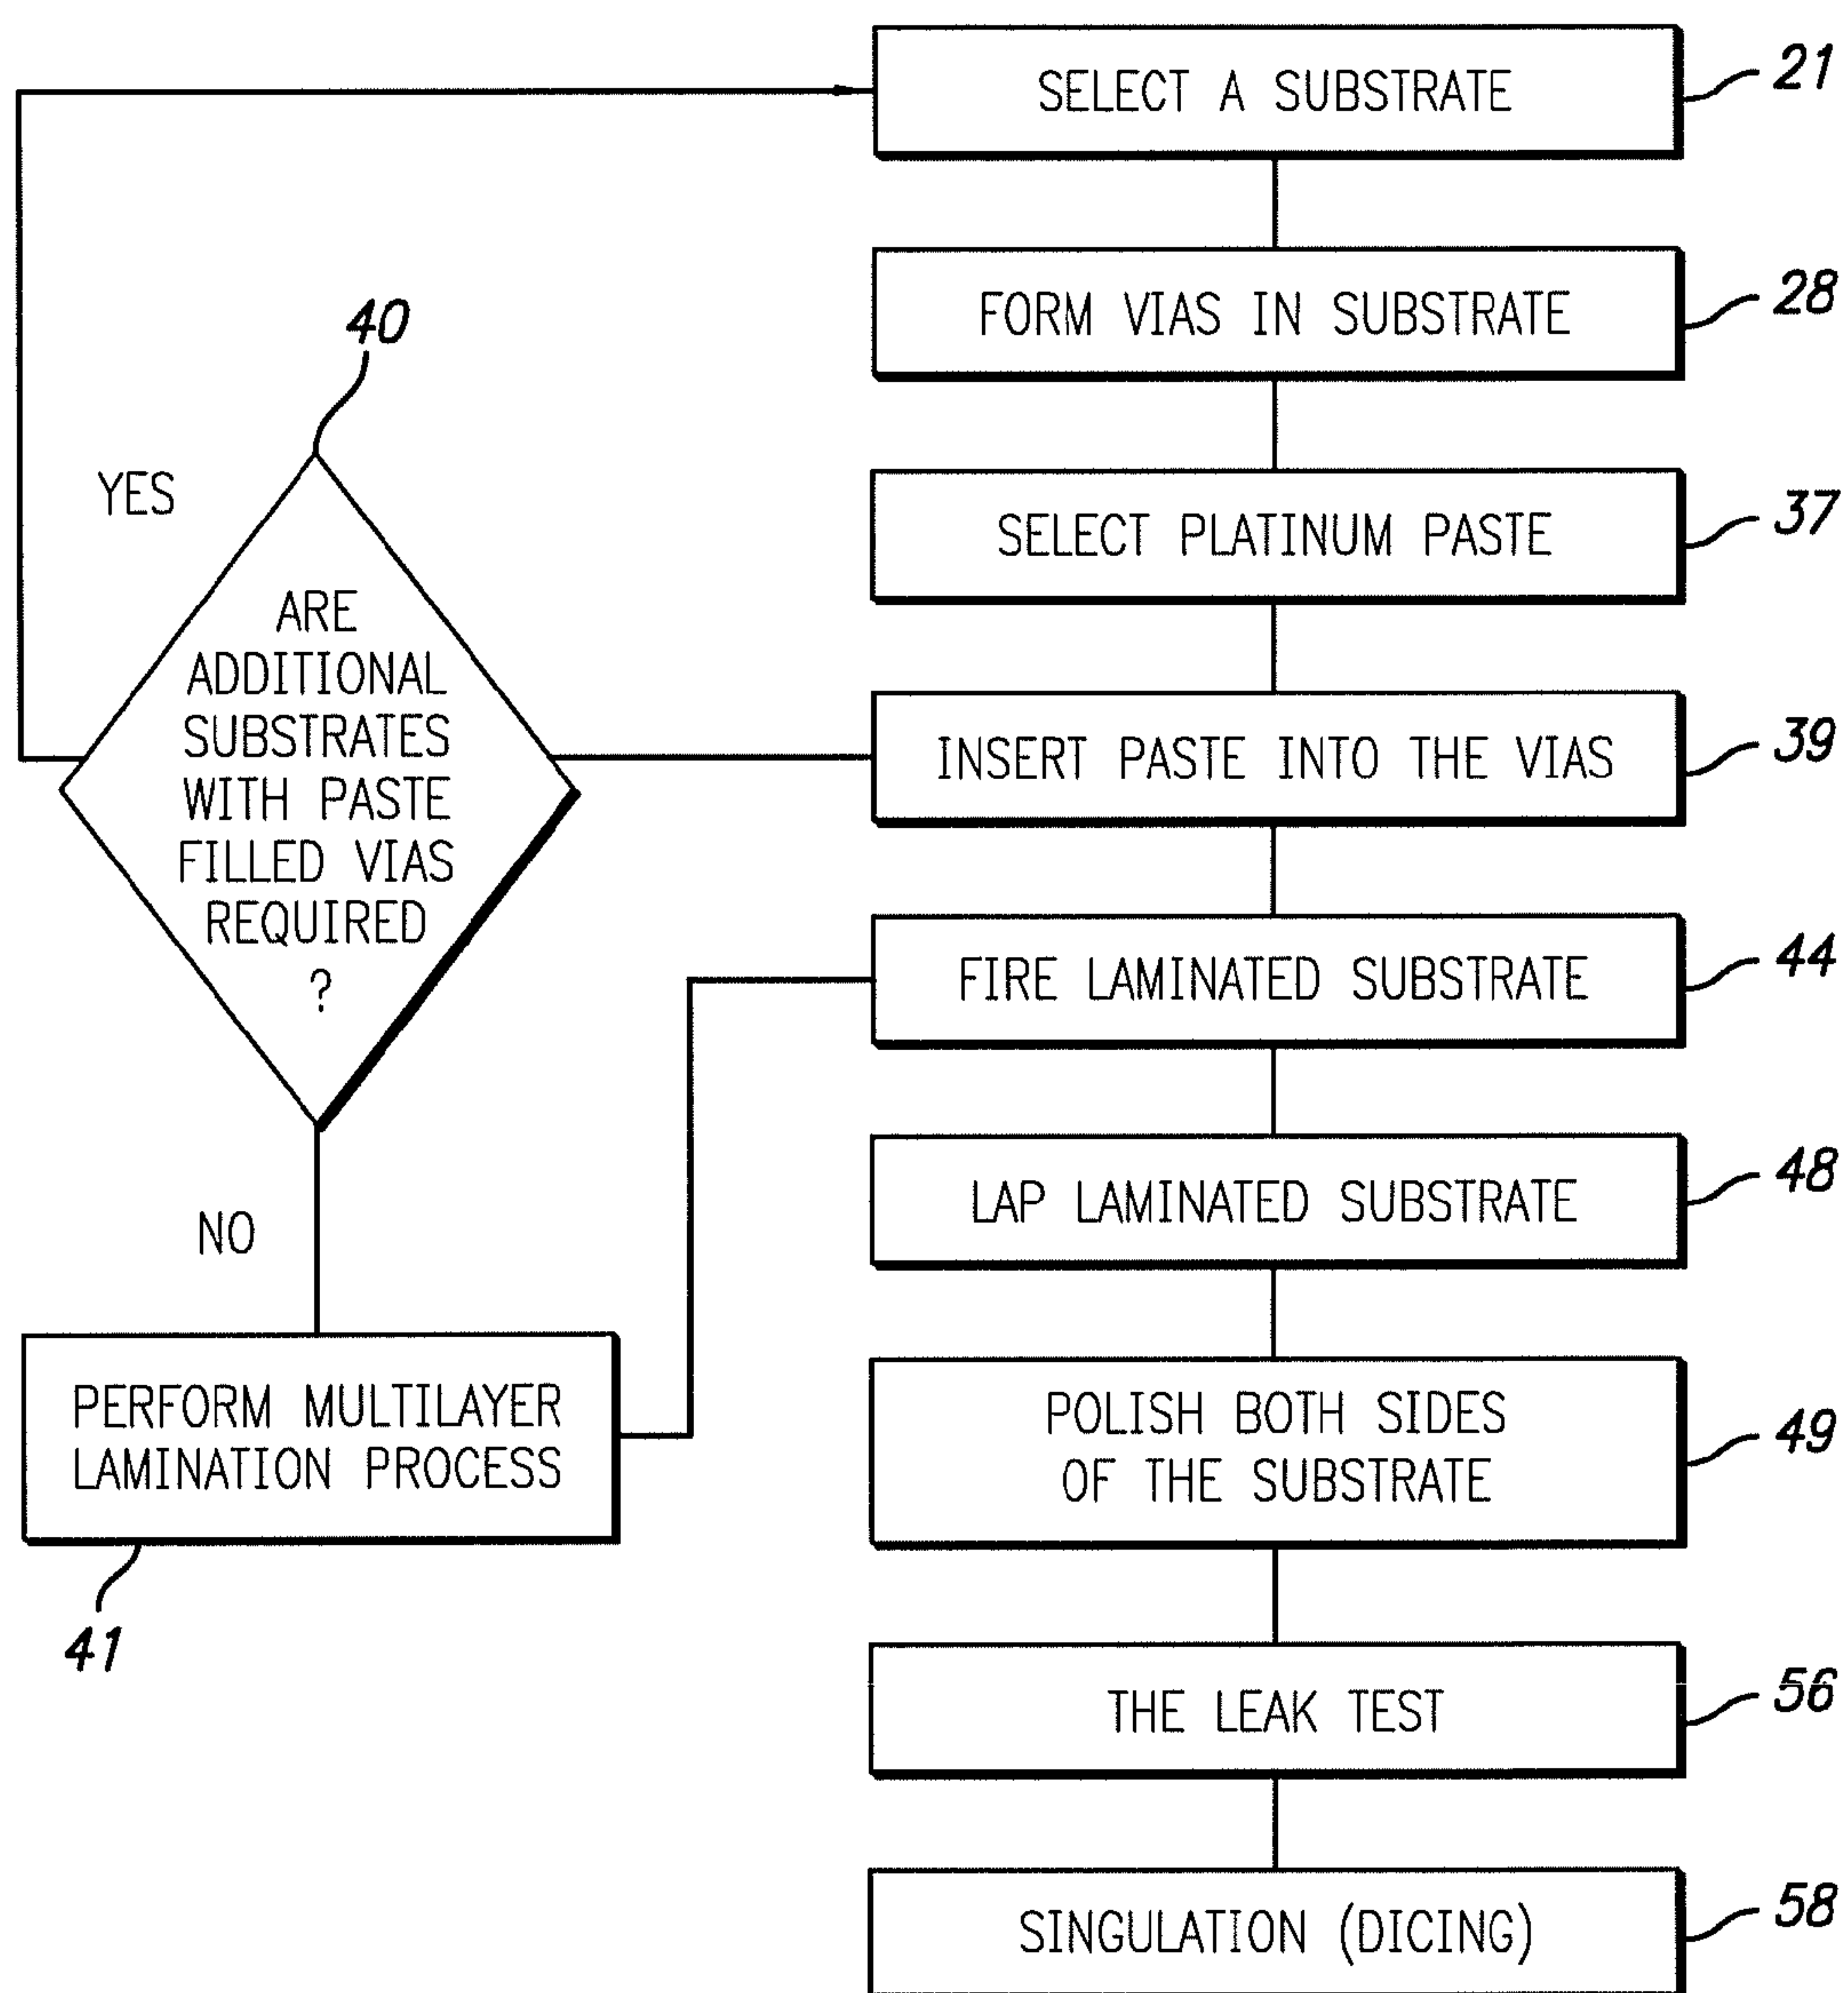 SELECT A SUBSTRATE
21
FORM VIAS IN SUBSTRATE
28
SELECT PLATINUM PASTE
37
INSERT PASTE INTO THE VIAS
39
40
YES
ARE
ADDITIONAL
SUBSTRATES
WITH PASTE
FILLED VIAS
REQUIRED
?
NO
PERFORM MULTILAYER
LAMINATION PROCESS
41
FIRE LAMINATED SUBSTRATE
44
LAP LAMINATED SUBSTRATE
48
POLISH BOTH SIDES
OF THE SUBSTRATE
49
THE LEAK TEST
56
SINGULATION (DICING)
58